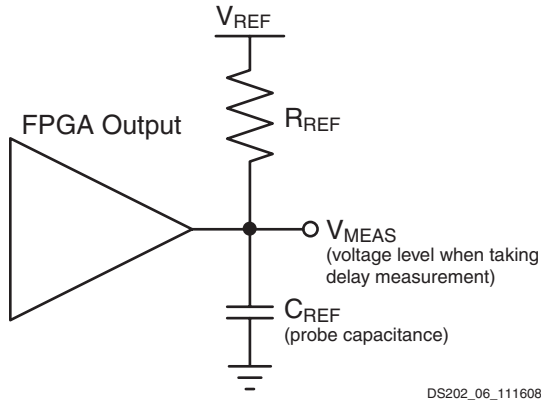 VREF
FPGA Output
RREF
VMEAS
(voltage level when taking
delay measurement)
CREF
(probe capacitance)
DS202_06_111608